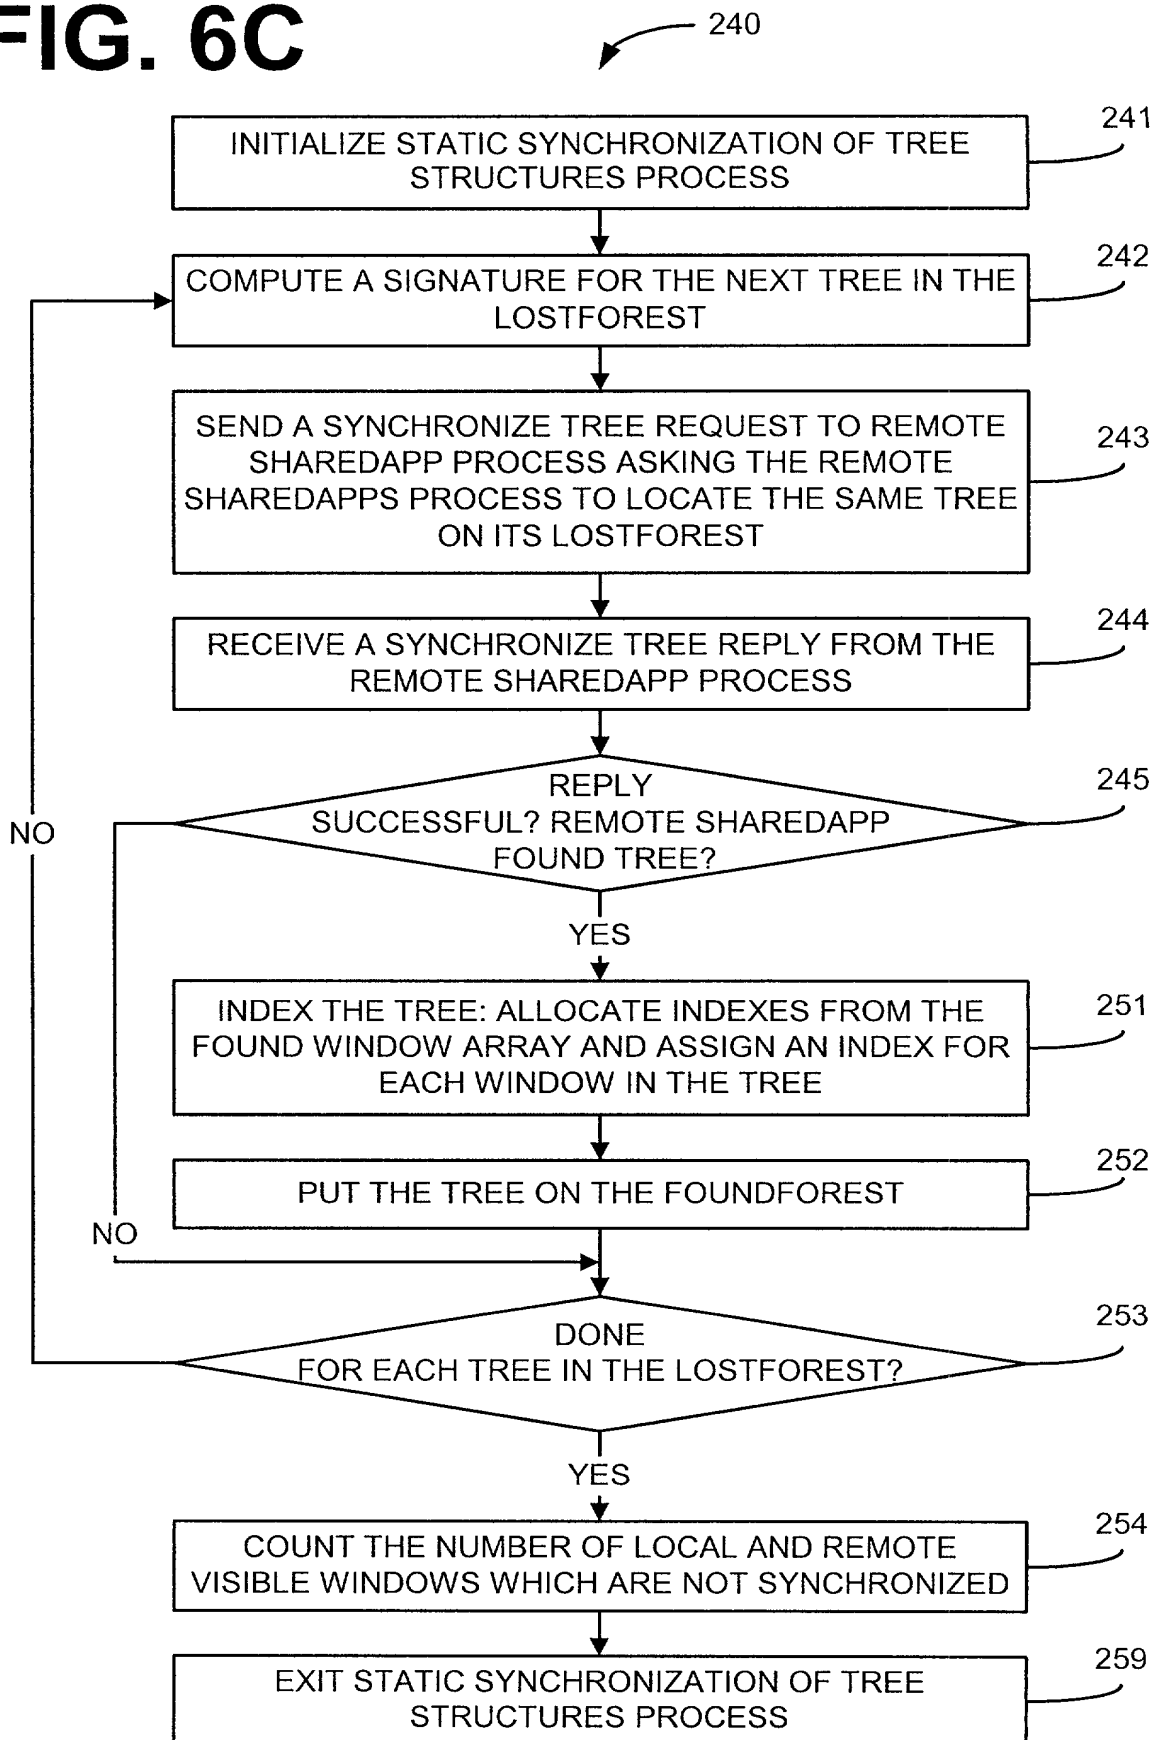 FIG. 6C
240
241
INITIALIZE STATIC SYNCHRONIZATION OF TREE
STRUCTURES PROCESS
242
COMPUTE A SIGNATURE FOR THE NEXT TREE IN THE
LOSTFOREST
243
SEND A SYNCHRONIZE TREE REQUEST TO REMOTE
SHAREDAPP PROCESS ASKING THE REMOTE
SHAREDAPPS PROCESS TO LOCATE THE SAME TREE
ON ITS LOSTFOREST
244
RECEIVE A SYNCHRONIZE TREE REPLY FROM THE
REMOTE SHAREDAPP PROCESS
245
REPLY
SUCCESSFUL? REMOTE SHAREDAPP
FOUND TREE?
NO
YES
251
INDEX THE TREE: ALLOCATE INDEXES FROM THE
FOUND WINDOW ARRAY AND ASSIGN AN INDEX FOR
EACH WINDOW IN THE TREE
252
PUT THE TREE ON THE FOUNDFOREST
NO
253
DONE
FOR EACH TREE IN THE LOSTFOREST?
YES
254
COUNT THE NUMBER OF LOCAL AND REMOTE
VISIBLE WINDOWS WHICH ARE NOT SYNCHRONIZED
259
EXIT STATIC SYNCHRONIZATION OF TREE
STRUCTURES PROCESS